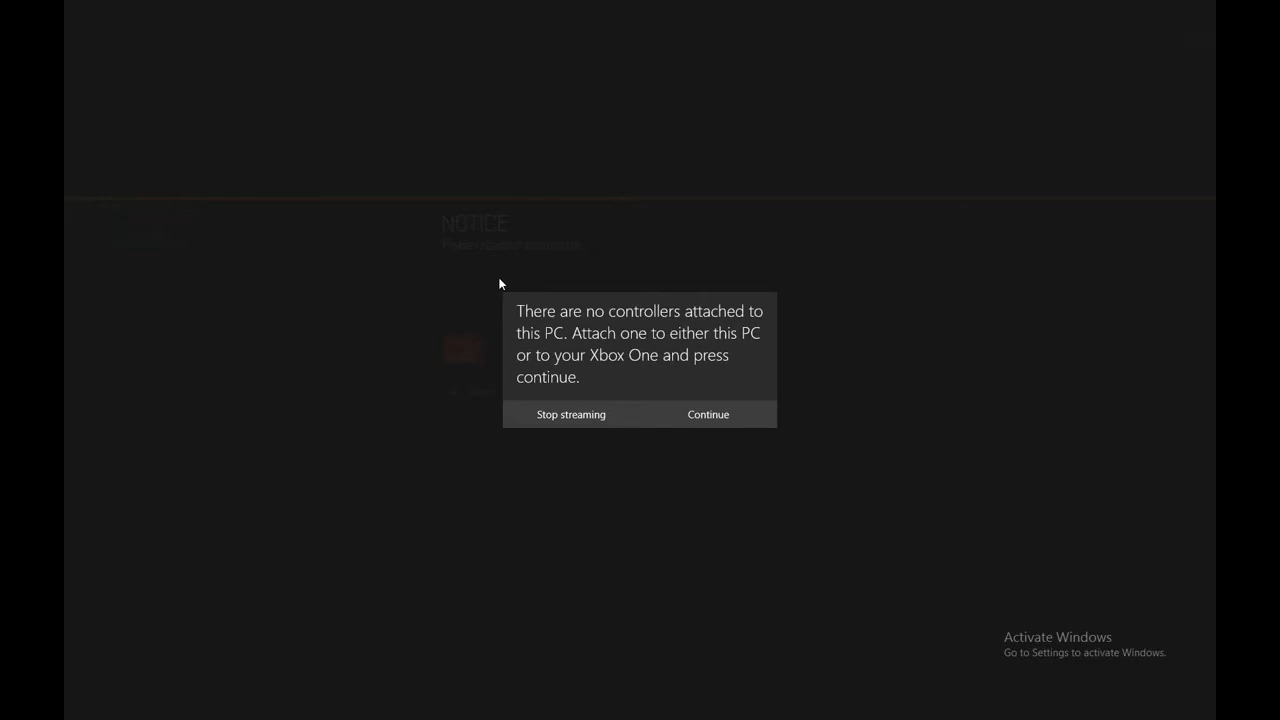 NOTICE
There are no controllers attached to
this PC. Attach one to either this PC
or to your Xbox One and press
continue.
Stop streaming
Continue
Activate Windows
Go to Settings to activate Windows.